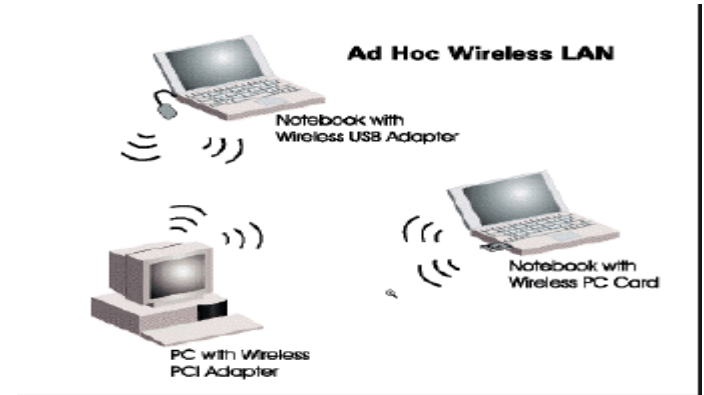 Ad Hoc Wireless LAN
Notebook with
Wireless USB Adapter
Notebook with
Wireless PC Card
PC with Wireless
PCI Adapter